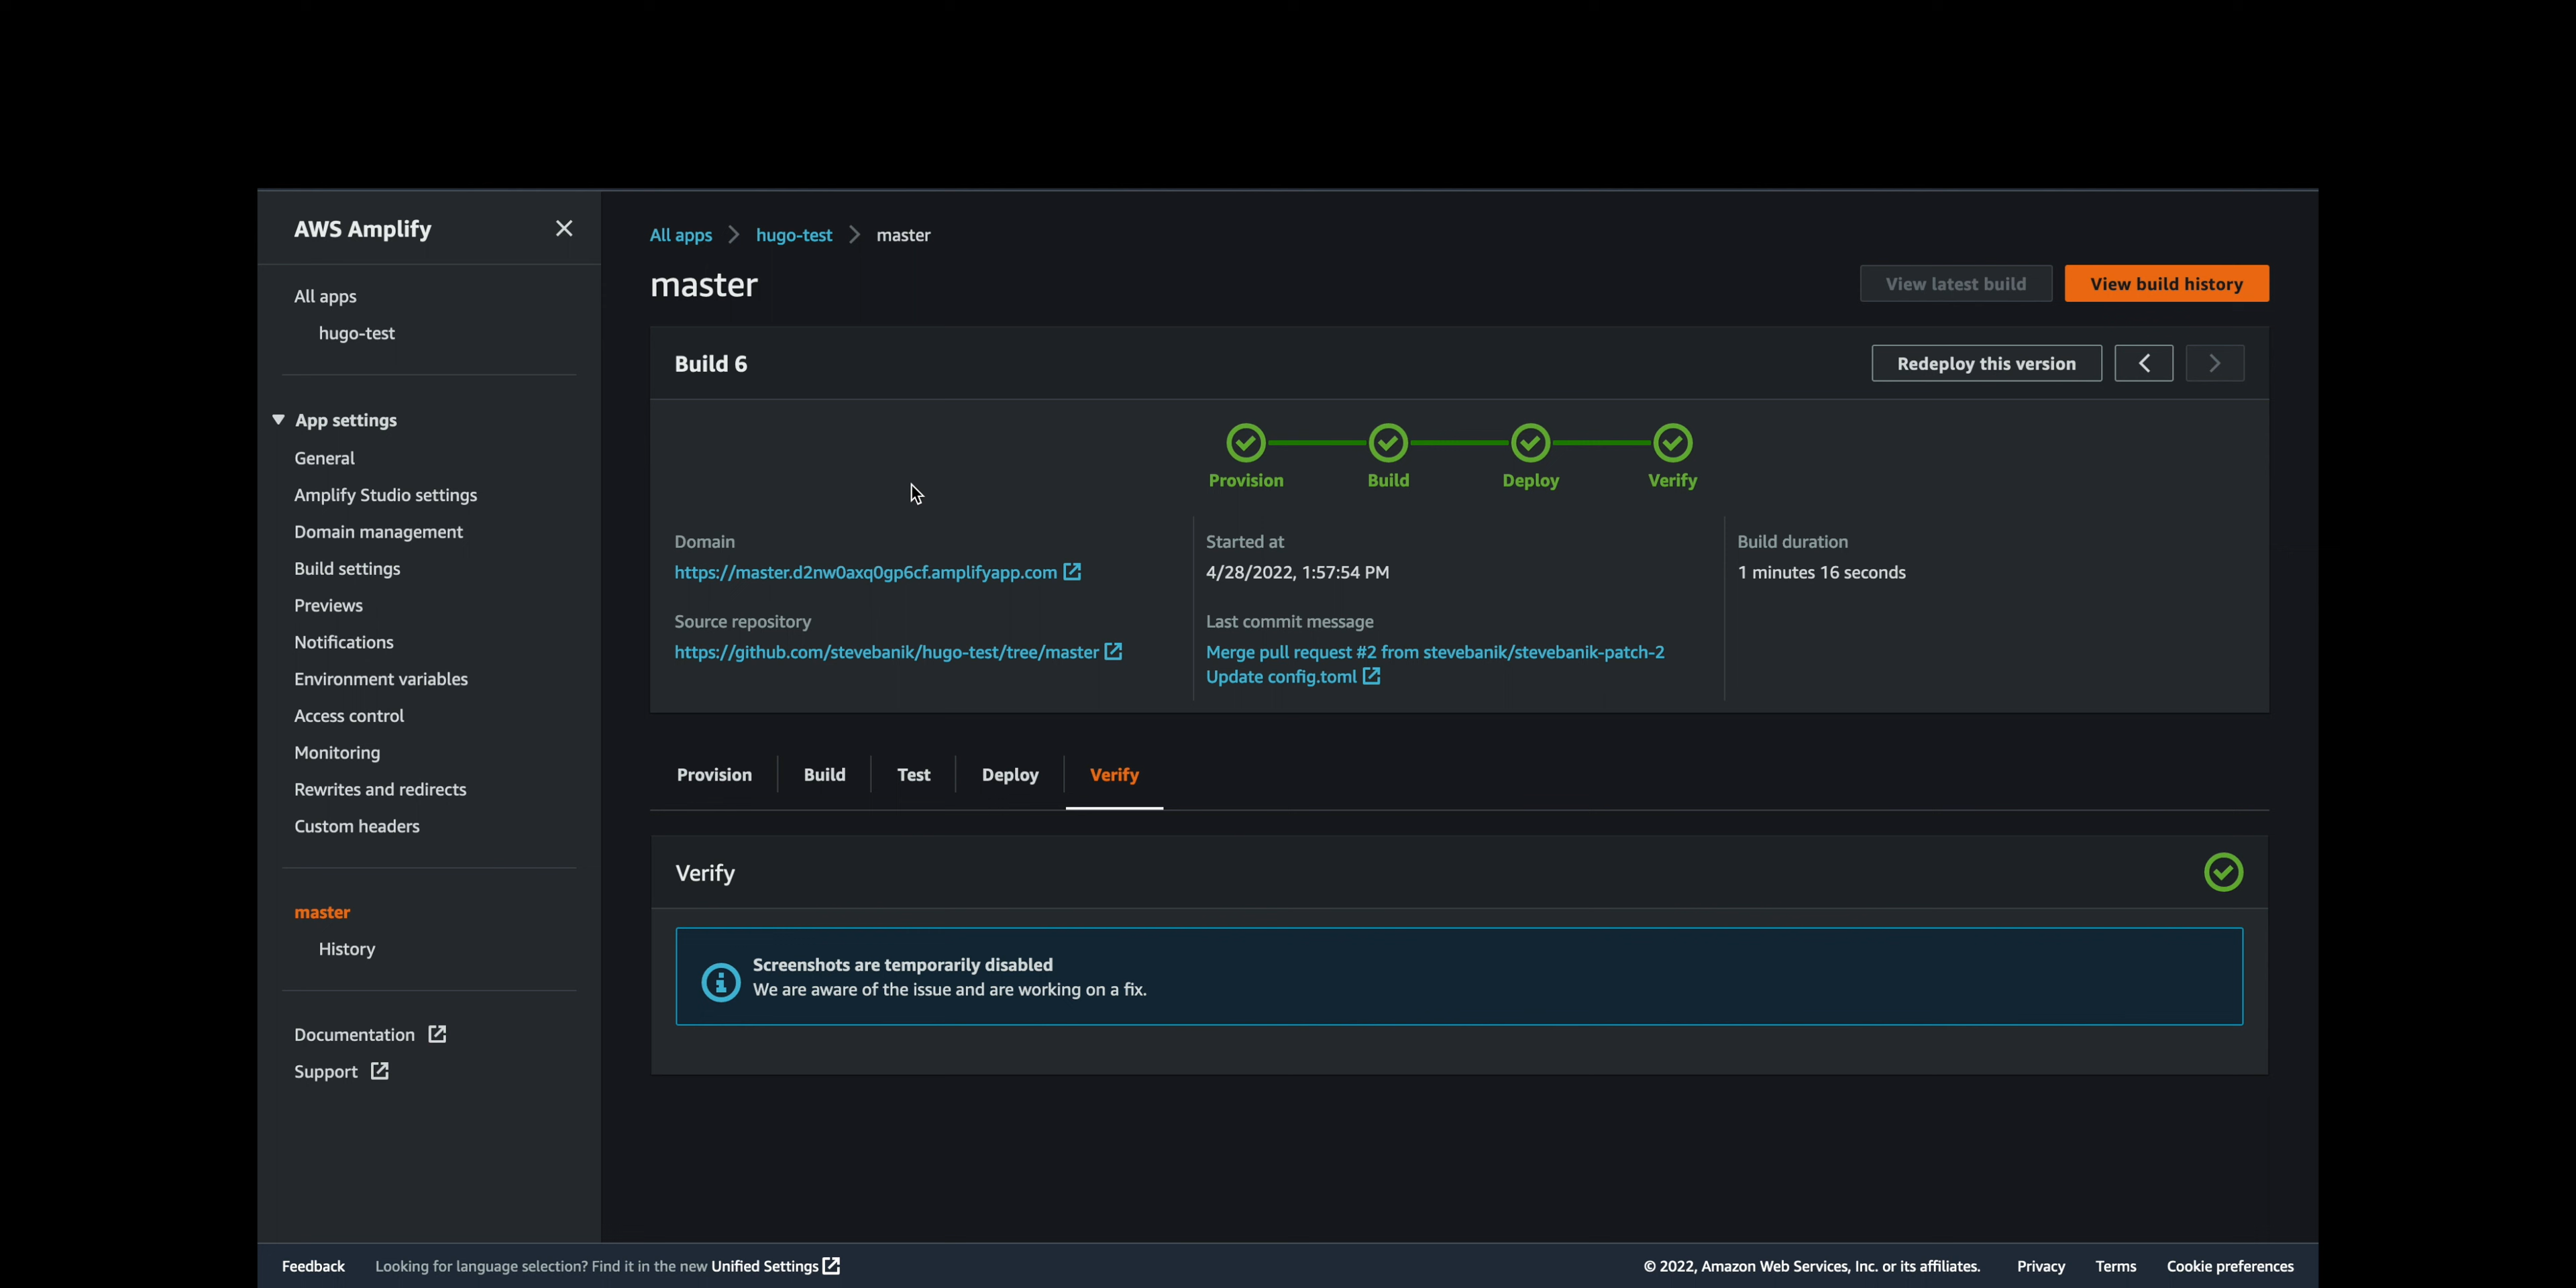 AWS Amplify
All apps
hugo-test
App settings
General
Amplify Studio settings
Domain management
Build settings
Previews
Notifications
Environment variables
Access control
Monitoring
Rewrites and redirects
Custom headers
master
History
Documentation
Support
All apps > hugo-test > master
master
View latest build
View build history
Build 6
Redeploy this version
Provision
Build
Deploy
Verify
Domain
https://master.d2nw0axq0gp6cf.amplifyapp.com
Source repository
https://github.com/stevebanik/hugo-test/tree/master
Started at
4/28/2022, 1:57:54 PM
Last commit message
Merge pull request #2 from stevebanik/stevebanik-patch-2
Update config.toml
Build duration
1 minutes 16 seconds
Provision
Build
Test
Deploy
Verify
Verify
Screenshots are temporarily disabled
We are aware of the issue and are working on a fix.
Feedback
Looking for language selection? Find it in the new Unified Settings
© 2022, Amazon Web Services, Inc. or its affiliates.
Privacy
Terms
Cookie preferences